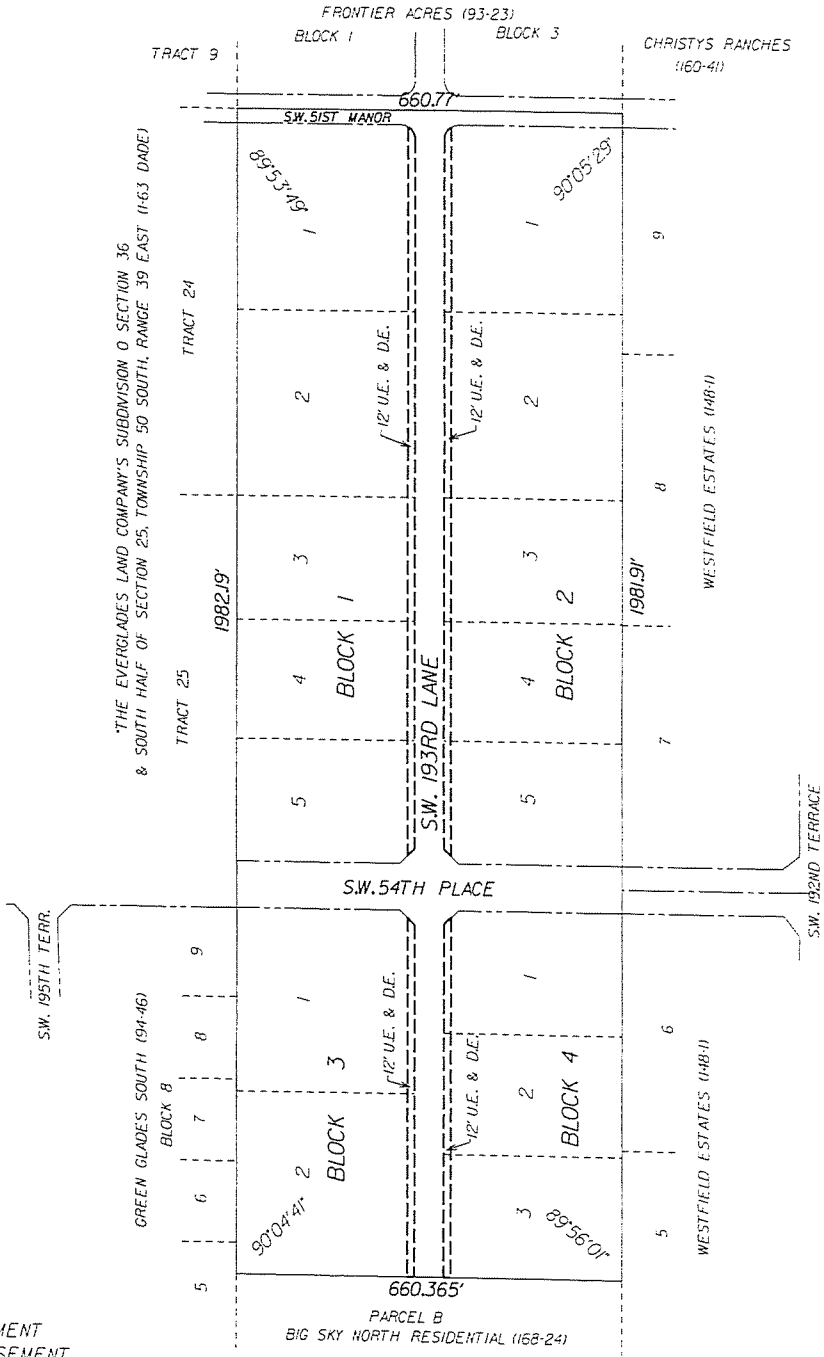 FRONTIER ACRES (93-23)
BLOCK 1
BLOCK 3
TRACT 9
CHRISTYS RANCHES
(160-41)
660.77'
S.W. 51ST MANOR
89°53'49"
90°05'29"
1
1
9
"THE EVERGLADES LAND COMPANY'S SUBDIVISION O SECTION 36
& SOUTH HALF OF SECTION 25, TOWNSHIP 50 SOUTH, RANGE 39 EAST (1-63 DADE)
TRACT 24
12' U.E. & D.E.
12' U.E. & D.E.
2
2
8
WESTFIELD ESTATES (148-1)
1982.19'
3
3
1981.91'
BLOCK 1
BLOCK 2
TRACT 25
4
4
S.W. 193RD LANE
7
5
5
S.W. 54TH PLACE
S.W. 192ND TERRACE
S.W. 195TH TERR.
9
1
1
6
GREEN GLADES SOUTH (94-46)
BLOCK 8
8
12' U.E. & D.E.
12' U.E. & D.E.
BLOCK 3
BLOCK 4
7
2
2
6
90°04'41"
3
89°56'01"
5
WESTFIELD ESTATES (148-1)
5
660.365'
PARCEL B
BIG SKY NORTH RESIDENTIAL (168-24)
MENT
SEMENT